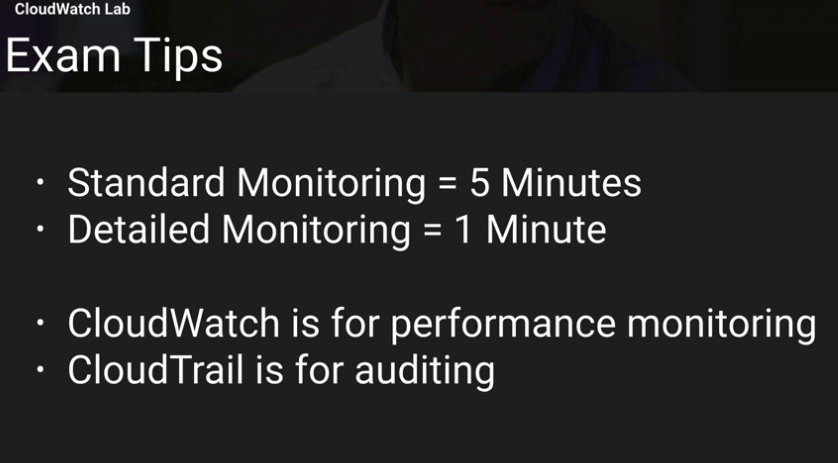 CloudWatch Lab
Exam Tips
• Standard Monitoring = 5 Minutes
• Detailed Monitoring = 1 Minute
• CloudWatch is for performance monitoring
• CloudTrail is for auditing